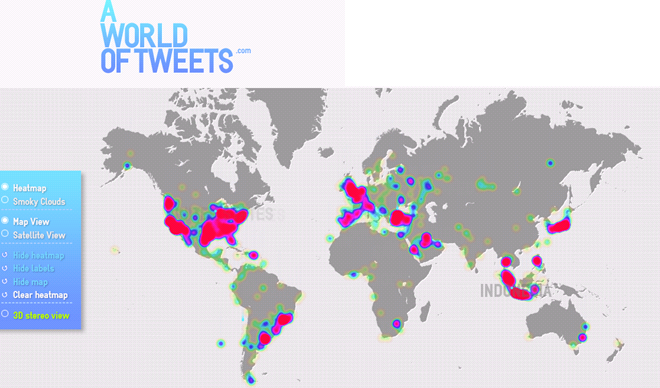 A
WORLD
OF TWEETS .com
Heatmap
Smoky Clouds
Map View
Satellite View
Hide heatmap
Hide labels
Hide map
Clear heatmap
3D stereo view